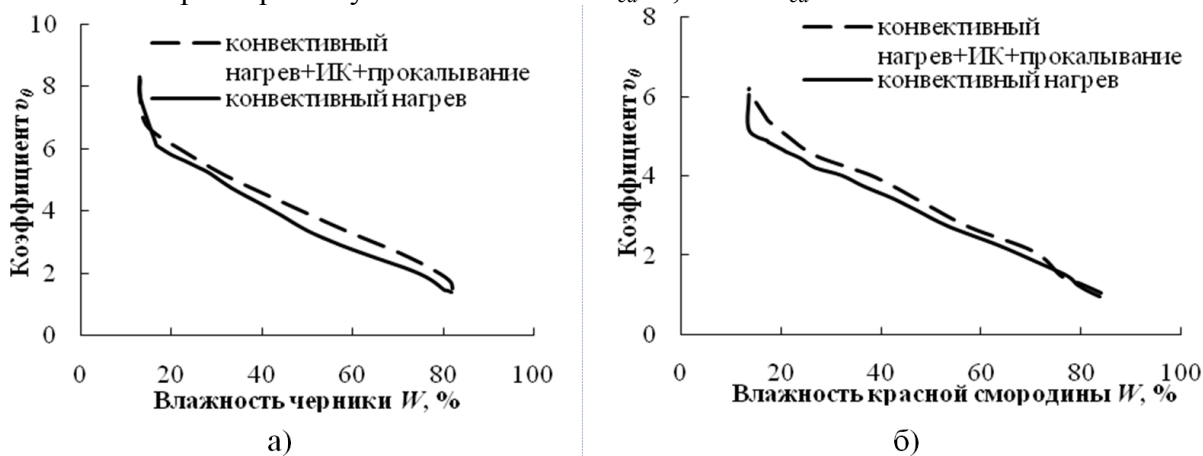 10
8
6
4
2
0
Коэффициент νθ
0 20 40 60 80 100
Влажность черники W, %
конвективный
нагрев+ИК+прокалывание
конвективный нагрев
а)
8
6
4
2
0
Коэффициент νθ
0 20 40 60 80 100
Влажность красной смородины W, %
конвективный
нагрев+ИК+прокалывание
конвективный нагрев
б)